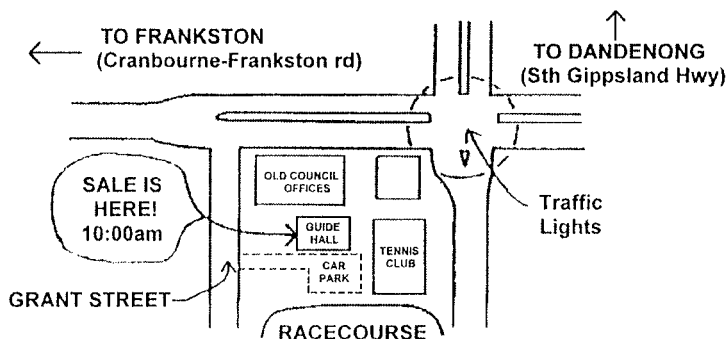 TO FRANKSTON
(Cranbourne-Frankston rd)
TO DANDENONG
(Sth Gippsland Hwy)
OLD COUNCIL
OFFICES
SALE IS
HERE!
10:00am
GUIDE
HALL
Traffic
Lights
TENNIS
CLUB
CAR
PARK
GRANT STREET
RACECOURSE